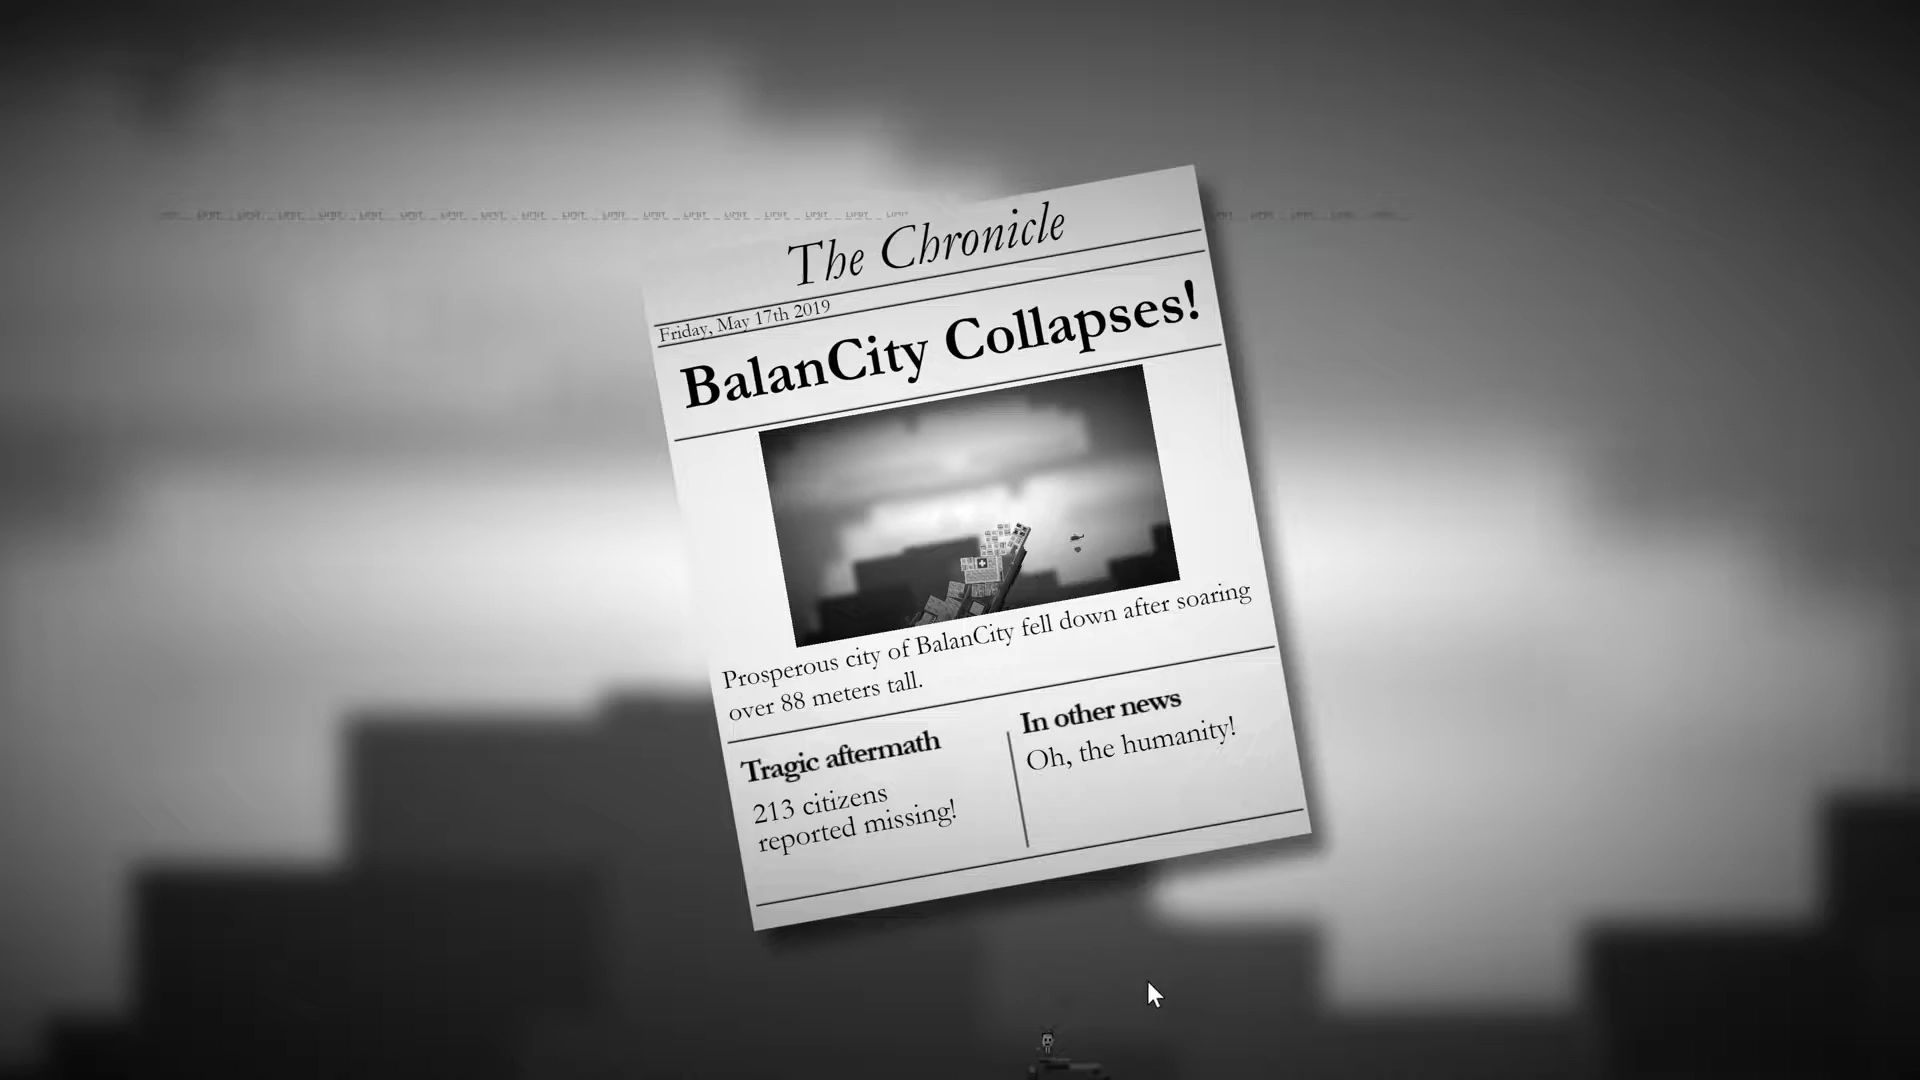 The Chronicle
Friday, May 17th 2019
BalanCity Collapses!
Prosperous city of BalanCity fell down after soaring
over 88 meters tall.
Tragic aftermath
213 citizens
reported missing!
In other news
Oh, the humanity!